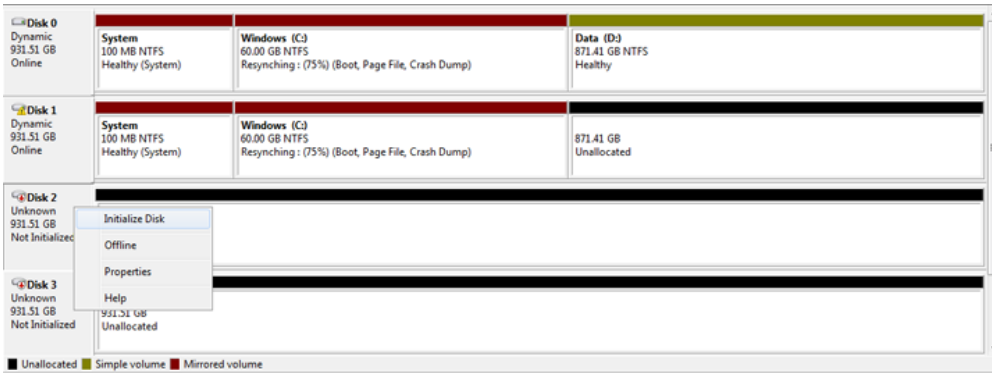 Disk 0
Dynamic
931.51 GB
Online
System
100 MB NTFS
Healthy (System)
Windows (C:)
60.00 GB NTFS
Resynching : (75%) (Boot, Page File, Crash Dump)
Data (D:)
871.41 GB NTFS
Healthy
Disk 1
Dynamic
931.51 GB
Online
System
100 MB NTFS
Healthy (System)
Windows (C:)
60.00 GB NTFS
Resynching : (75%) (Boot, Page File, Crash Dump)
871.41 GB
Unallocated
Disk 2
Unknown
931.51 GB
Not Initialized
Initialize Disk
Offline
Properties
Help
Disk 3
Unknown
931.51 GB
Not Initialized
931.51 GB
Unallocated
Unallocated Simple volume Mirrored volume